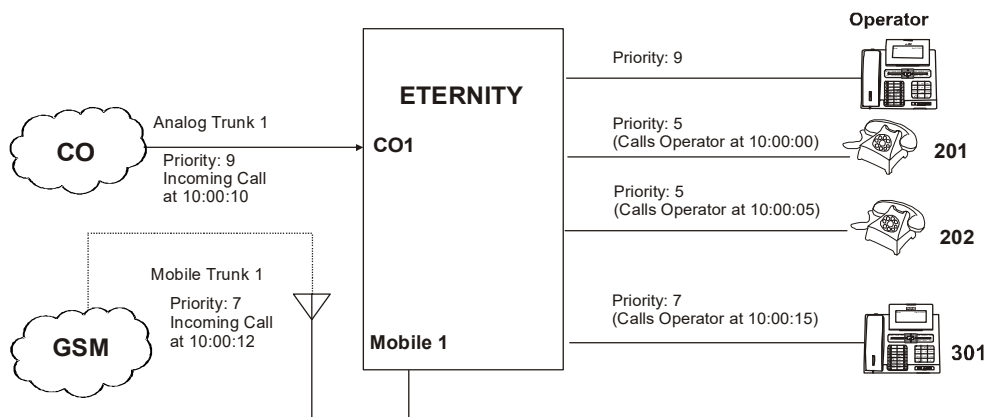 Operator
Priority: 9
ETERNITY
Analog Trunk 1
CO
CO1
Priority: 9
Incoming Call
at 10:00:10
Priority: 5
(Calls Operator at 10:00:00)
201
Priority: 5
(Calls Operator at 10:00:05)
202
Mobile Trunk 1
Priority: 7
Incoming Call
at 10:00:12
GSM
Mobile 1
Priority: 7
(Calls Operator at 10:00:15)
301